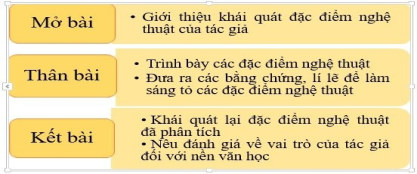 Mở bài
• Giới thiệu khái quát đặc điểm nghệ
thuật của tác giả
Thân bài
• Trình bày các đặc điểm nghệ thuật
• Đưa ra các bằng chứng, lí lẽ để làm
sáng tỏ các đặc điểm nghệ thuật
Kết bài
• Khái quát lại đặc điểm nghệ thuật
đã phân tích
• Nêu đánh giá về vai trò của tác giả
đối với nền văn học